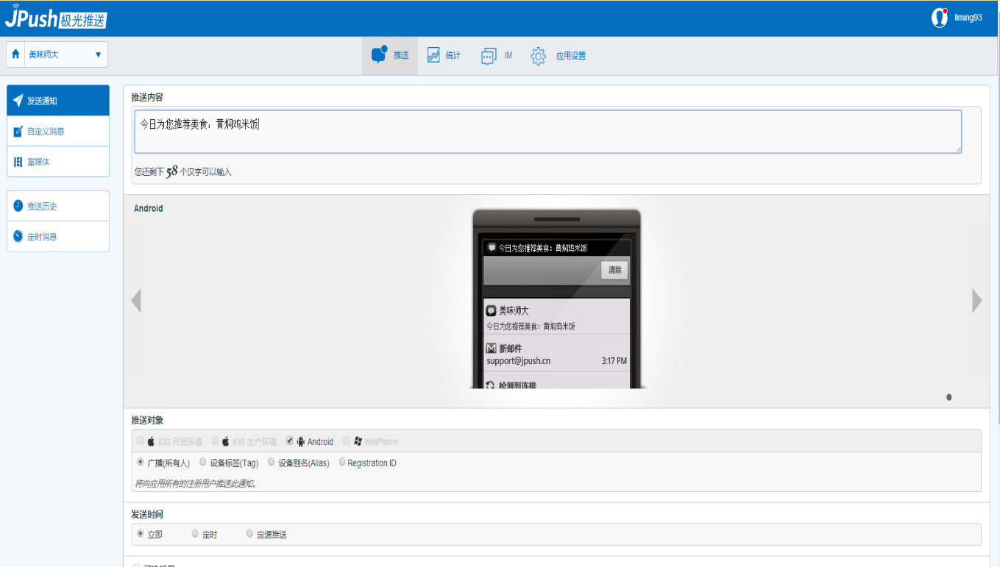 JPush极光推送
liming93
美味师大
推送
统计
IM
应用设置
发送通知
自定义消息
富媒体
推送历史
定时消息
推送内容
今日为您推荐美食：黄焖鸡米饭
您还剩下 58 个汉字可以输入
Android
今日为您推荐美食：黄焖鸡米饭
清除
美味师大
今日为您推荐美食：黄焖鸡米饭
新邮件
support@jpush.cn 3:17 PM
检测到连接
推送对象
iOS 开发环境 iOS 生产环境 Android WinPhone
广播(所有人) 设备标签(Tag) 设备别名(Alias) Registration ID
将向应用所有的注册用户推送此通知。
发送时间
立即 定时 定速推送